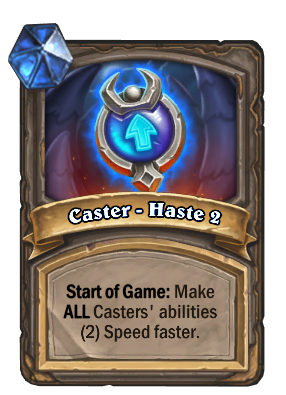 Caster - Haste 2
Start of Game: Make
ALL Casters' abilities
(2) Speed faster.